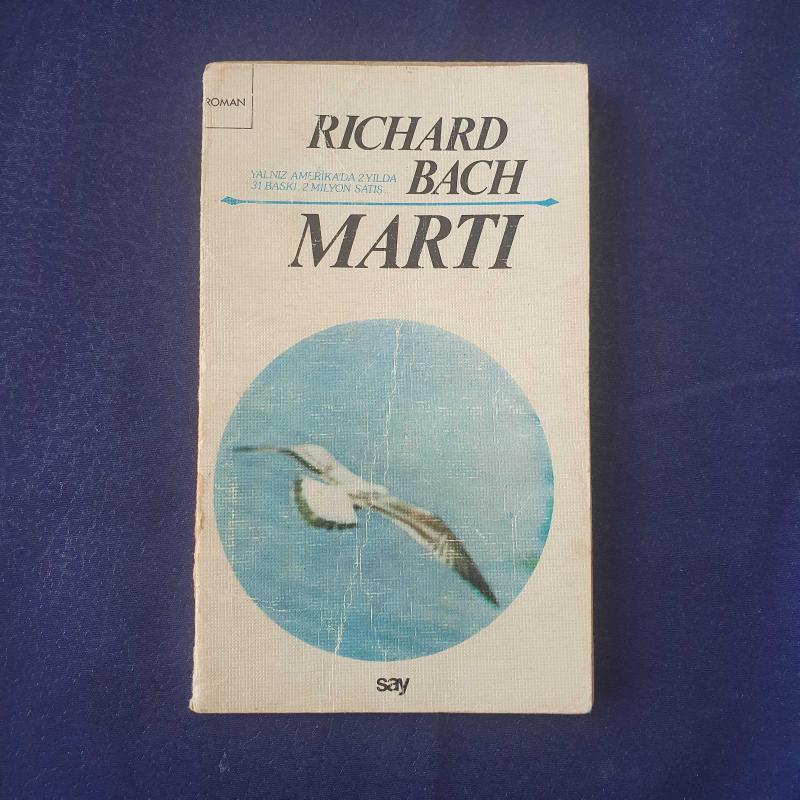 ROMAN
RICHARD
YALNIZ AMERİKA'DA 2 YILDA
31 BASKI, 2 MİLYON SATIŞ...
BACH
MARTI
say